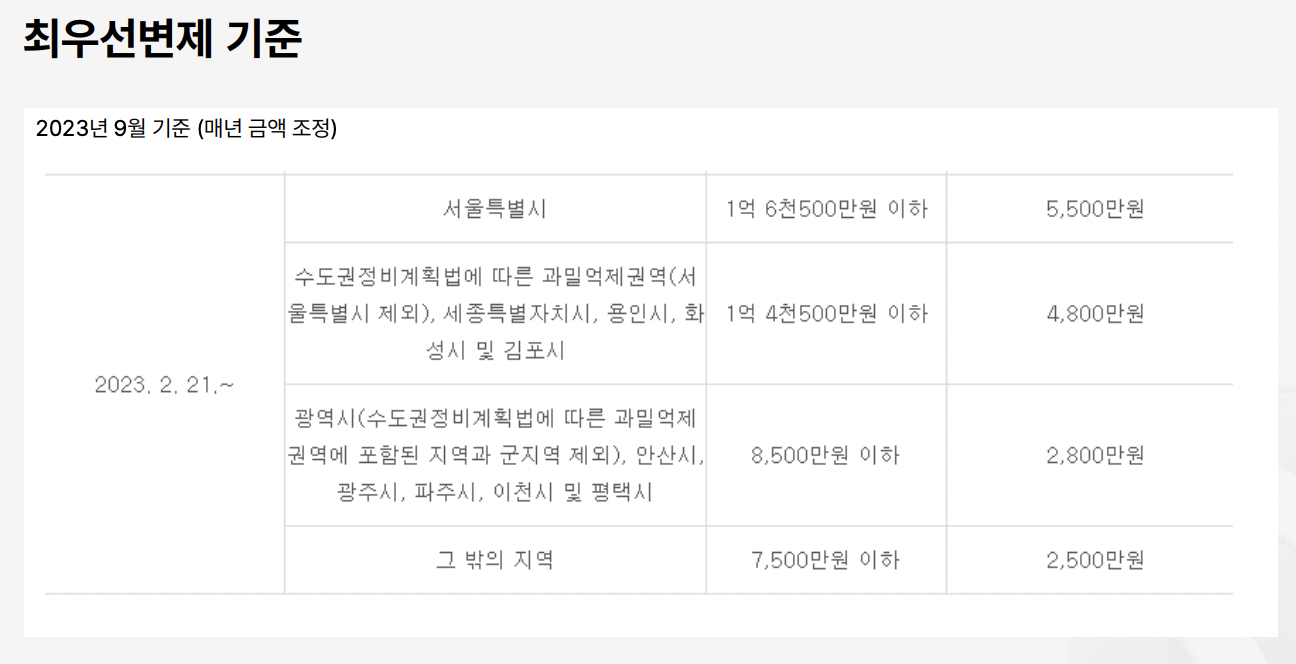 최우선변제 기준
2023년 9월 기준 (매년 금액 조정)
2023. 2. 21.~
서울특별시
1억 6천500만원 이하
5,500만원
수도권정비계획법에 따른 과밀억제권역(서
울특별시 제외), 세종특별자치시, 용인시, 화
성시 및 김포시
1억 4천500만원 이하
4,800만원
광역시(수도권정비계획법에 따른 과밀억제
권역에 포함된 지역과 군지역 제외), 안산시,
광주시, 파주시, 이천시 및 평택시
8,500만원 이하
2,800만원
그 밖의 지역
7,500만원 이하
2,500만원